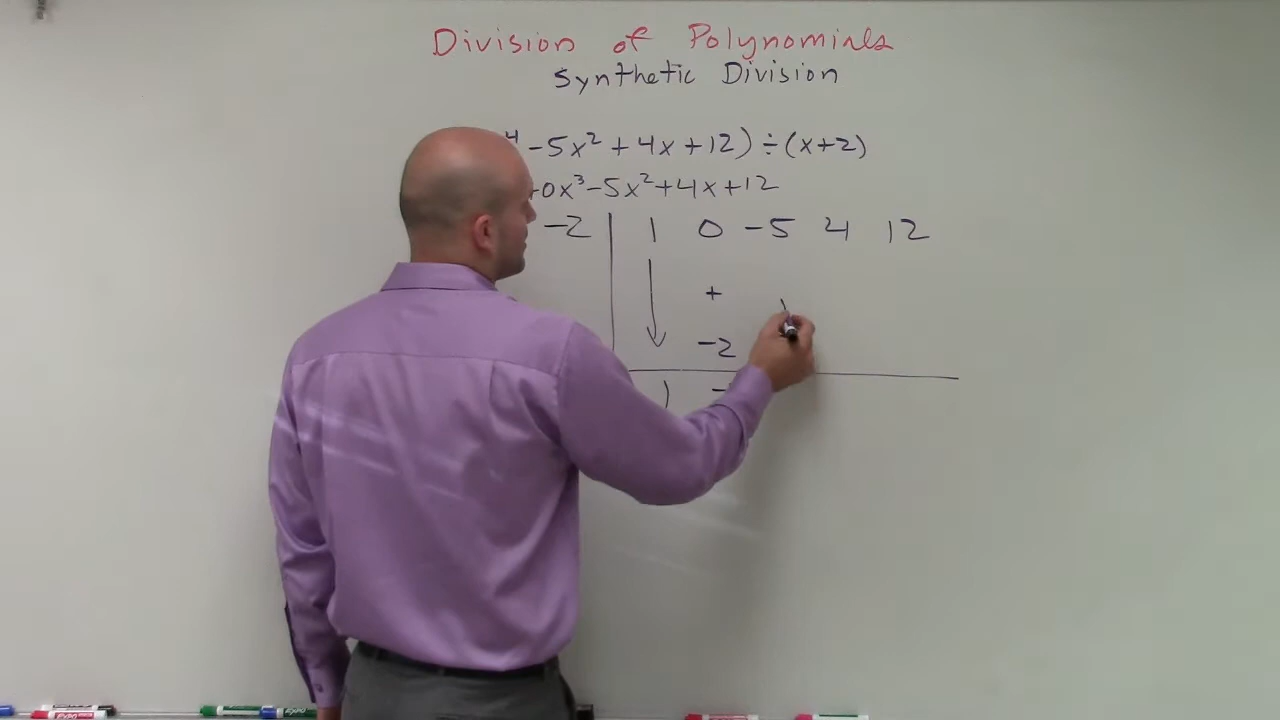 Division of Polynomials
Synthetic Division
4 -5x² + 4x + 12) ÷ (x+2)
+0x³ -5x² +4x +12
-2 | 1 0 -5 4 12
+
-2
1 -